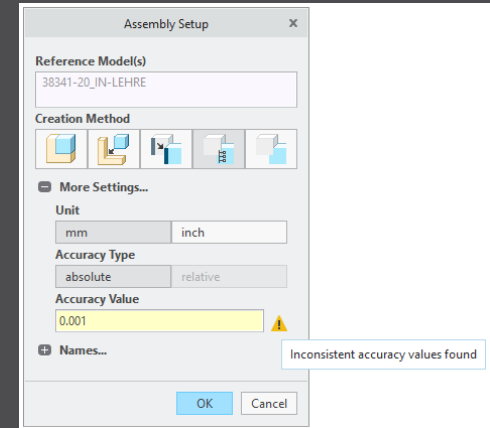 Assembly Setup
Reference Model(s)
38341-20_IN-LEHRE
Creation Method
More Settings...
Unit
mm inch
Accuracy Type
absolute relative
Accuracy Value
0.001
Inconsistent accuracy values found
Names...
OK Cancel